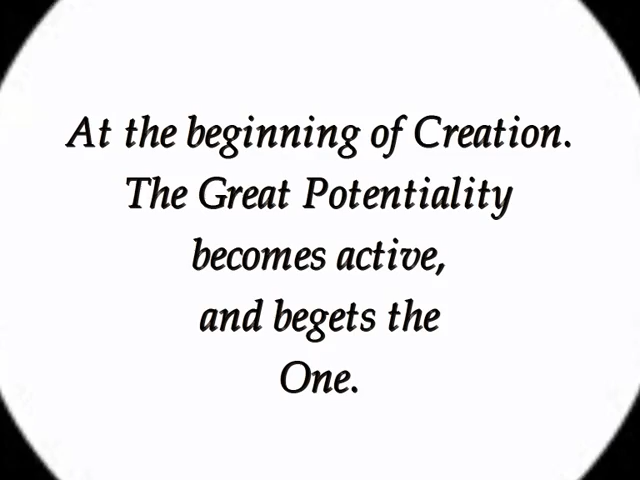 At the beginning of Creation.
The Great Potentiality
becomes active,
and begets the
One.